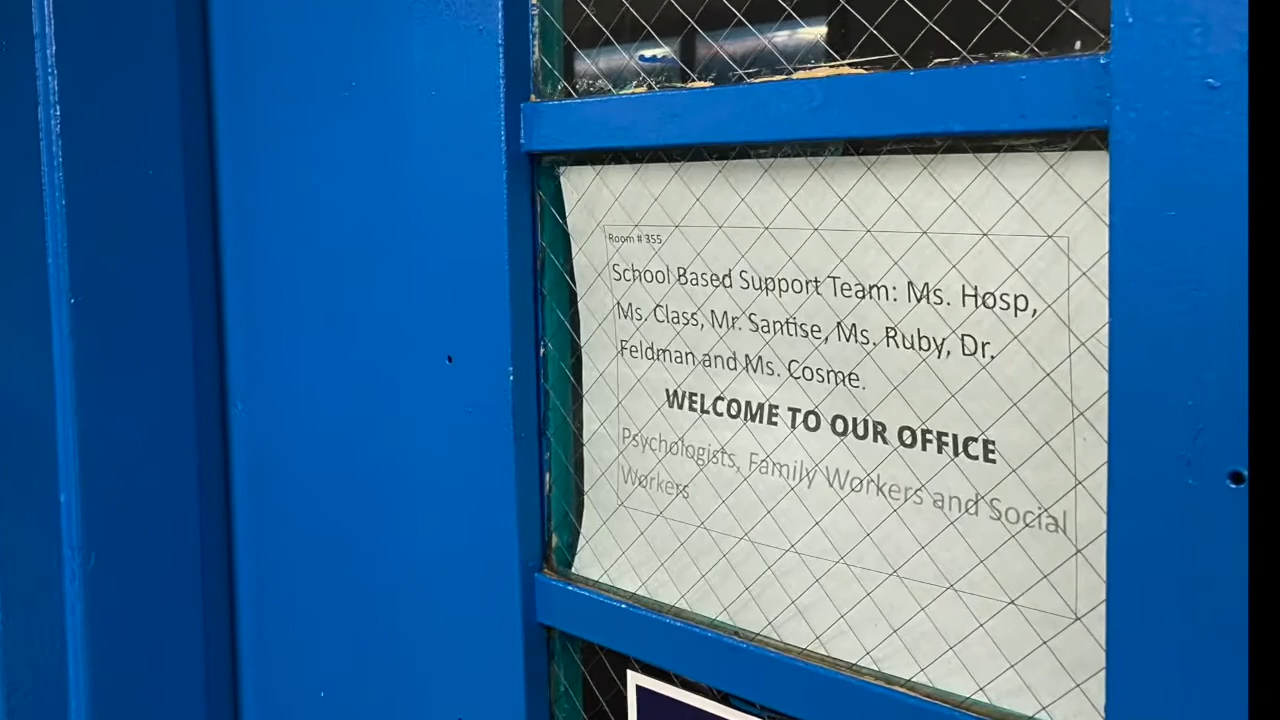 Room # 355
School Based Support Team: Ms. Hosp,
Ms. Class, Mr. Santise, Ms. Ruby, Dr.
Feldman and Ms. Cosme.
WELCOME TO OUR OFFICE
Psychologists, Family Workers and Social
Workers